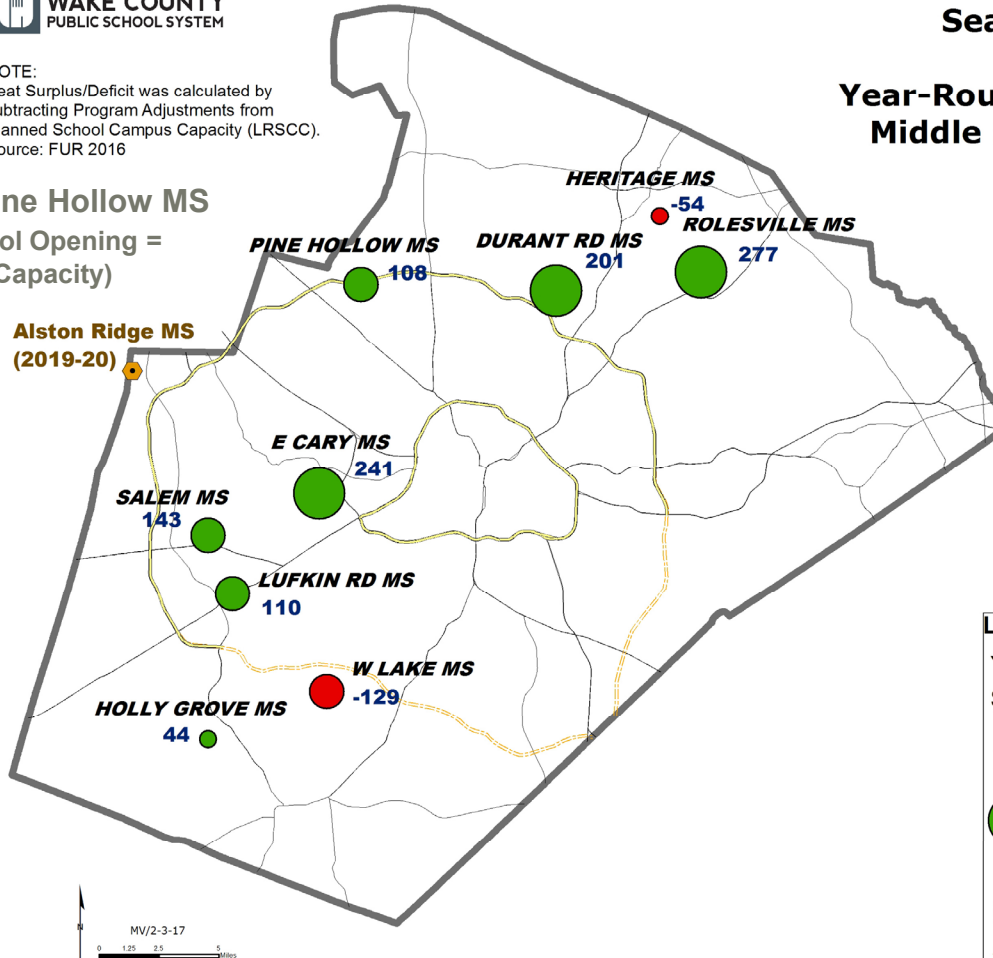 WAKE COUNTY
PUBLIC SCHOOL SYSTEM
Sea
OTE:
eat Surplus/Deficit was calculated by
ubtracting Program Adjustments from
anned School Campus Capacity (LRSCC).
ource: FUR 2016
Year-Rou
Middle
ne Hollow MS
ol Opening =
Capacity)
HERITAGE MS
-54
ROLESVILLE MS
277
PINE HOLLOW MS
108
DURANT RD MS
201
Alston Ridge MS
(2019-20)
E CARY MS
241
SALEM MS
143
LUFKIN RD MS
110
W LAKE MS
-129
HOLLY GROVE MS
44
L
N
MV/2-3-17
0 1.25 2.5 5
Miles